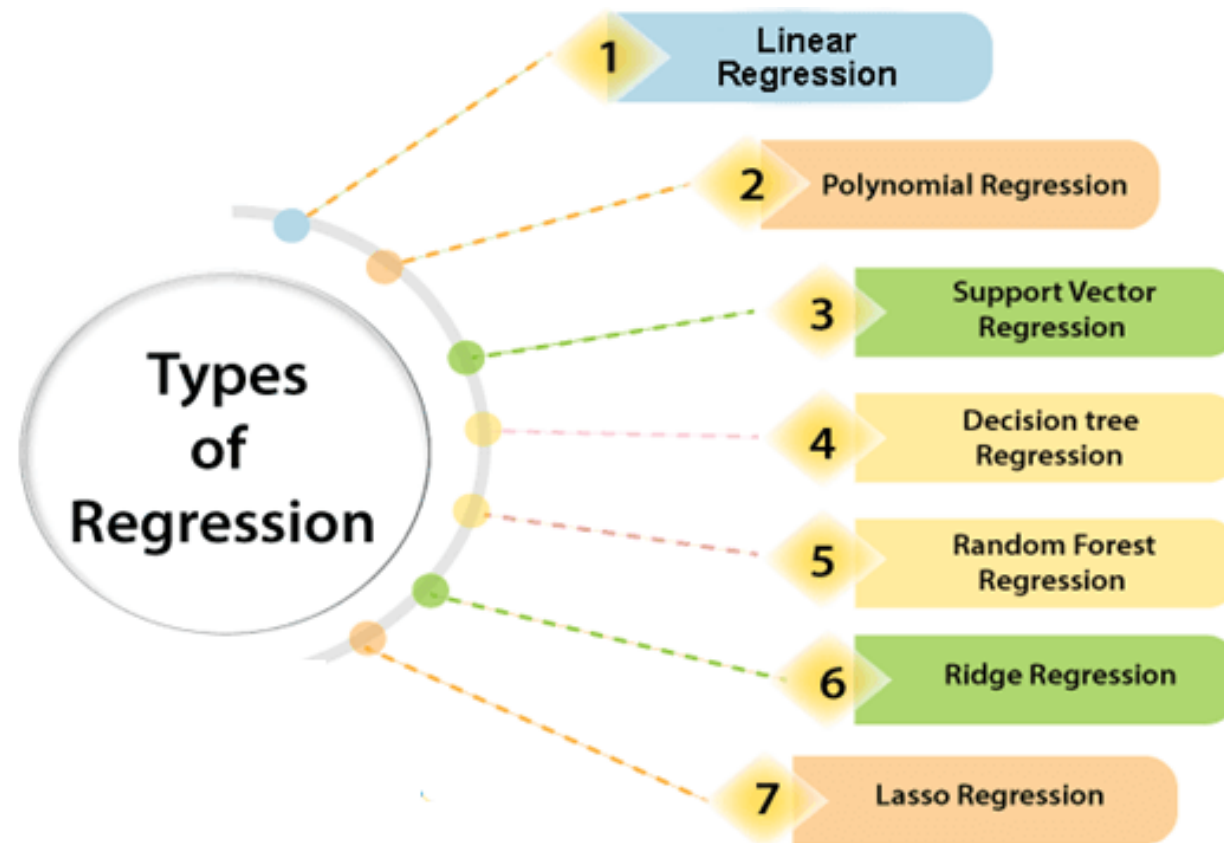 Types
of
Regression
1
Linear
Regression
2
Polynomial Regression
3
Support Vector
Regression
4
Decision tree
Regression
5
Random Forest
Regression
6
Ridge Regression
7
Lasso Regression